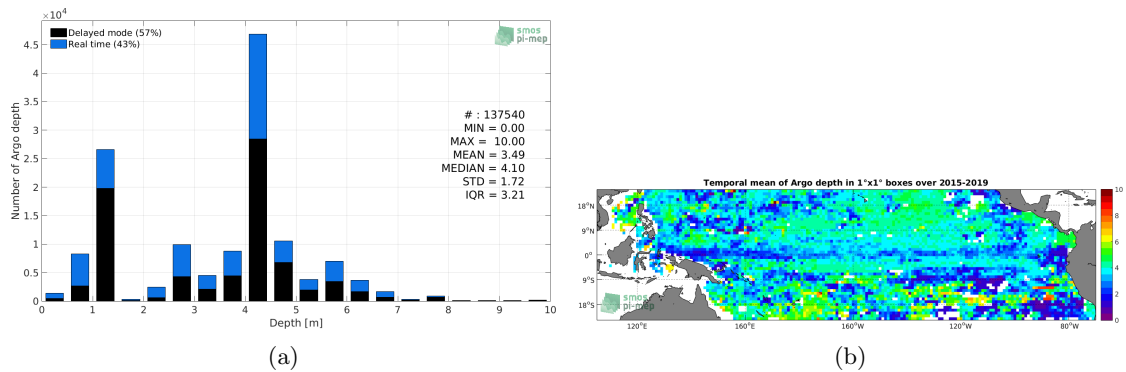 ×10⁴
Delayed mode (57%)
Real time (43%)
smos
pi-mep
4.5
4
3.5
3
2.5
2
1.5
1
0.5
0
Number of Argo depth
# : 137540
MIN = 0.00
MAX = 10.00
MEAN = 3.49
MEDIAN = 4.10
STD = 1.72
IQR = 3.21
0 1 2 3 4 5 6 7 8 9 10
Depth [m]
(a)
Temporal mean of Argo depth in 1°x1° boxes over 2015-2019
18°N
9°N
0°
9°S
18°S
smos
pi-mep
120°E 160°E 160°W 120°W 80°W
10
8
6
4
2
0
(b)